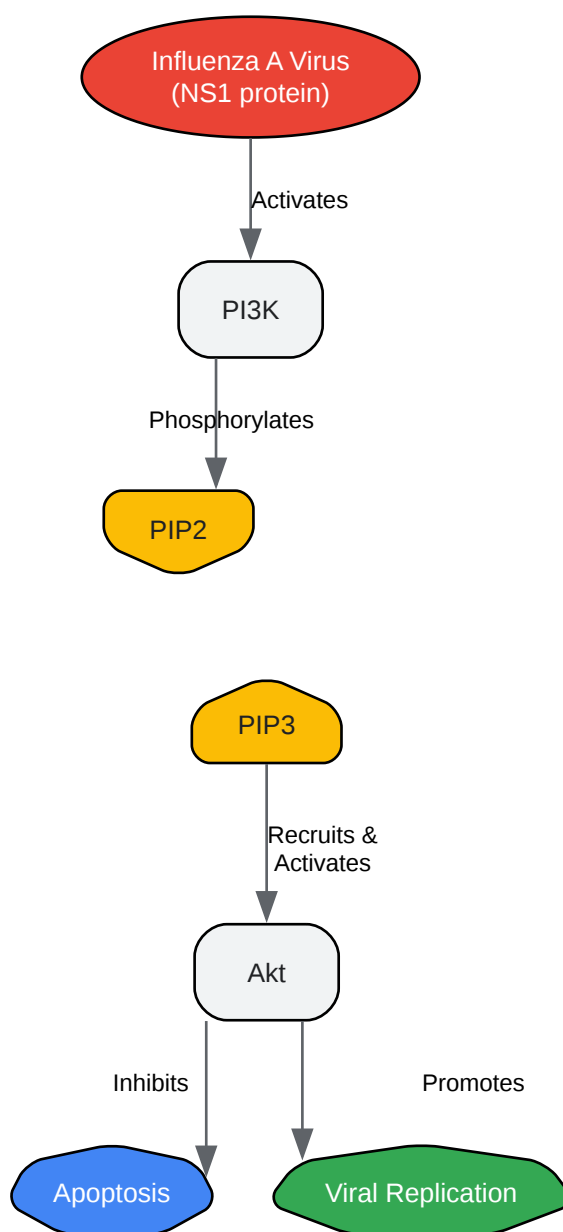 Influenza A Virus
(NS1 protein)
Activates
PI3K
Phosphorylates
PIP2
PIP3
Recruits &
Activates
Akt
Inhibits
Promotes
Apoptosis
Viral Replication